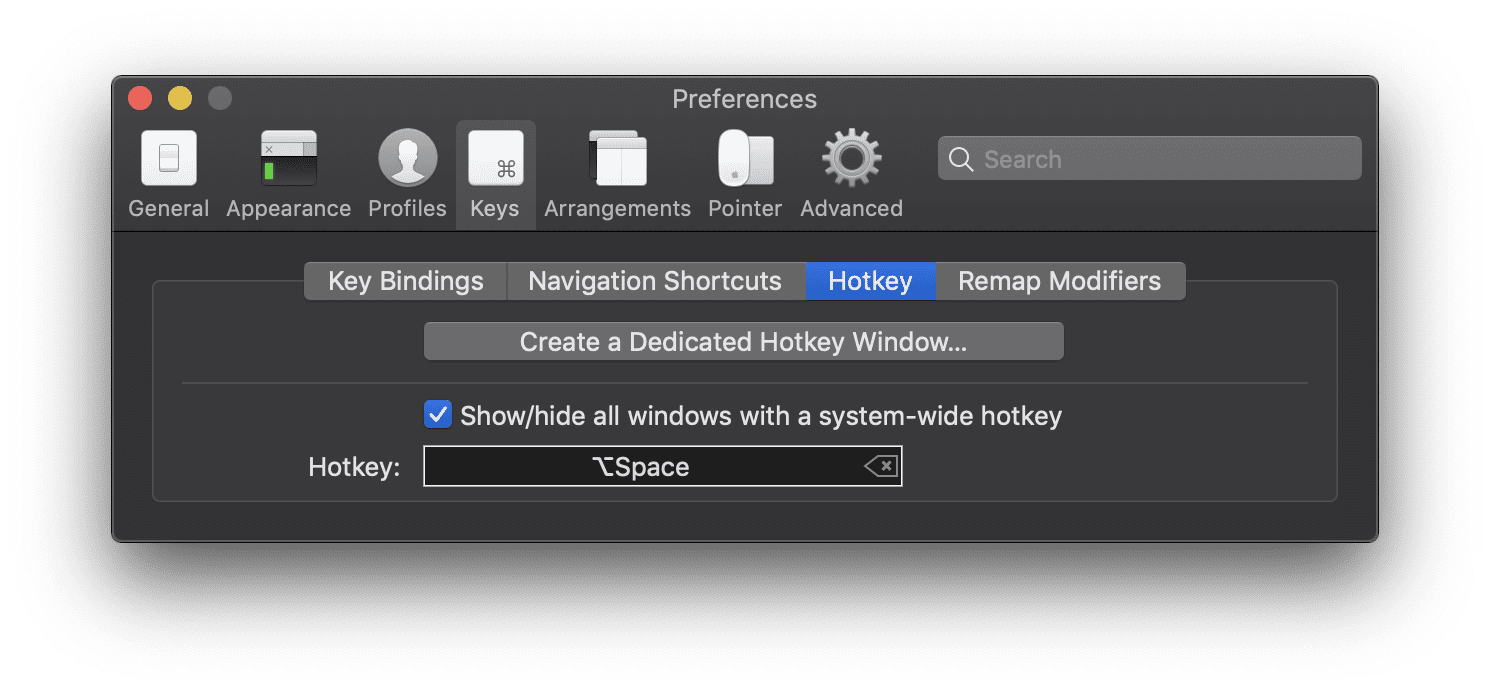 Preferences
General Appearance Profiles Keys Arrangements Pointer Advanced Search
Key Bindings Navigation Shortcuts Hotkey Remap Modifiers
Create a Dedicated Hotkey Window...
Show/hide all windows with a system-wide hotkey
Hotkey: ⌥Space